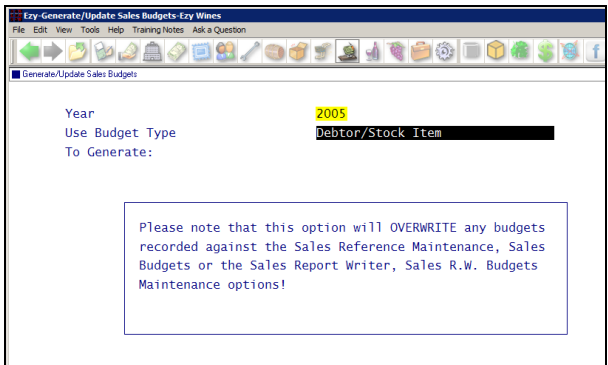 Ezy-Generate/Update Sales Budgets-Ezy Wines
File Edit View Tools Help Training Notes Ask a Question
Generate/Update Sales Budgets
Year 2005
Use Budget Type Debtor/Stock Item
To Generate:
Please note that this option will OVERWRITE any budgets
recorded against the Sales Reference Maintenance, Sales
Budgets or the Sales Report Writer, Sales R.W. Budgets
Maintenance options!